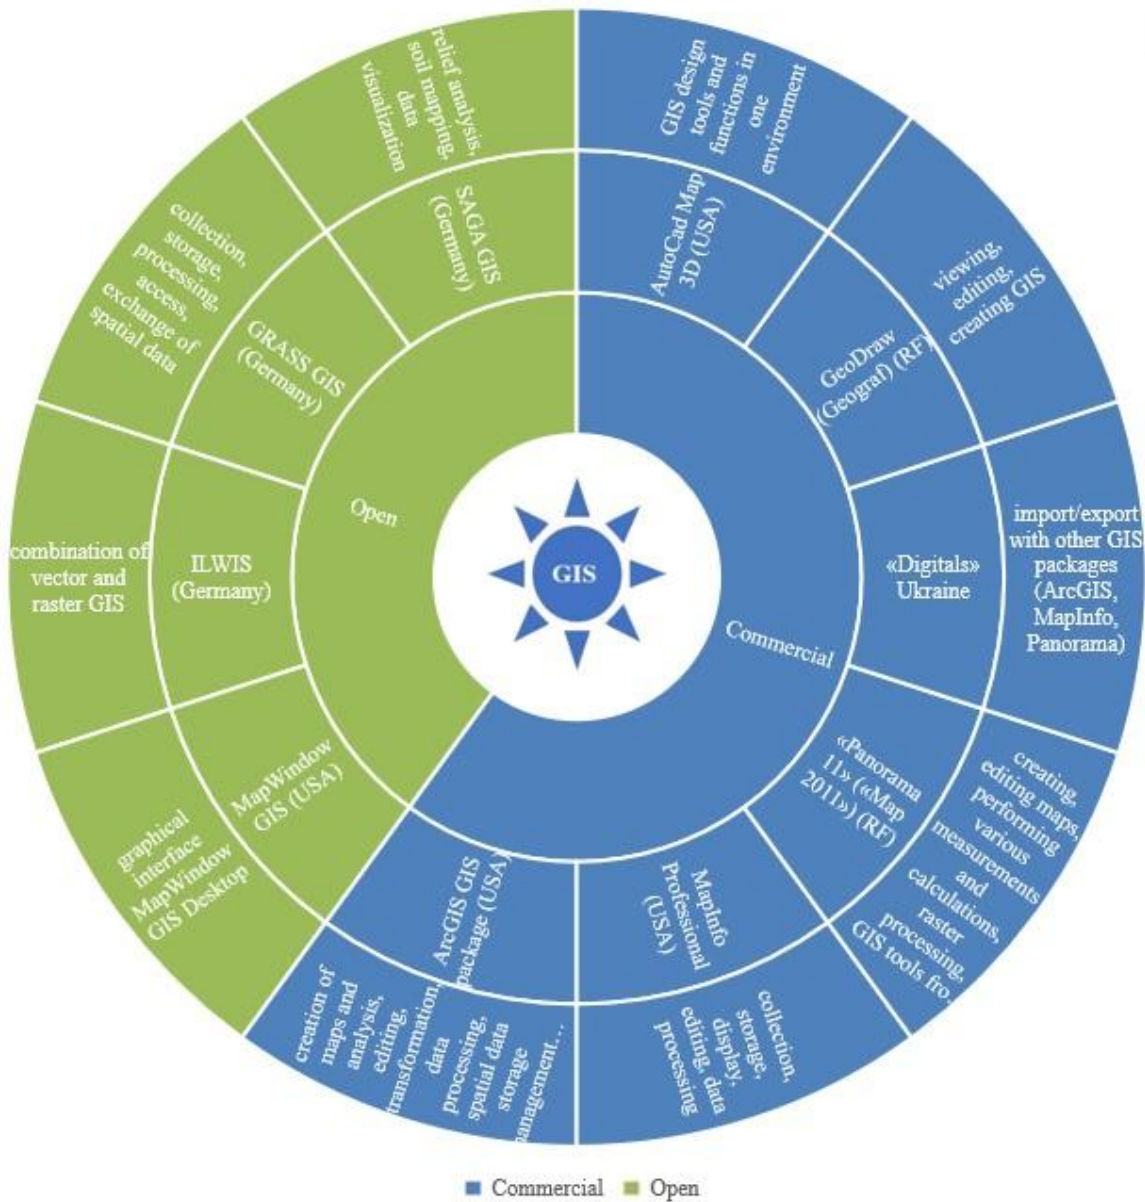 GIS
Commercial
Open
AutoCad Map
3D (USA)
GIS design
tools and
functions in
one
environment
GeoDraw
(Geograf) (RF)
viewing,
editing,
creating GIS
«Digitals»
Ukraine
import/export
with other GIS
packages
(ArcGIS,
MapInfo,
Panorama)
«Panorama
11» («Map
2011») (RF)
creating,
editing maps,
performing
various
measurements
and
calculations,
raster
processing,
GIS tools fro..
MapInfo
Professional
(USA)
collection,
storage,
display,
editing, data
processing
ArcGIS GIS
package (USA)
creation of
maps and
analysis,
editing,
transformation,
data
processing,
spatial data
storage
management…
MapWindow
GIS (USA)
graphical
interface
MapWindow
GIS Desktop
ILWIS
(Germany)
combination of
vector and
raster GIS
GRASS GIS
(Germany)
collection,
storage,
processing,
access,
exchange of
spatial data
SAGA GIS
(Germany)
relief analysis,
soil mapping,
data
visualization
Commercial Open